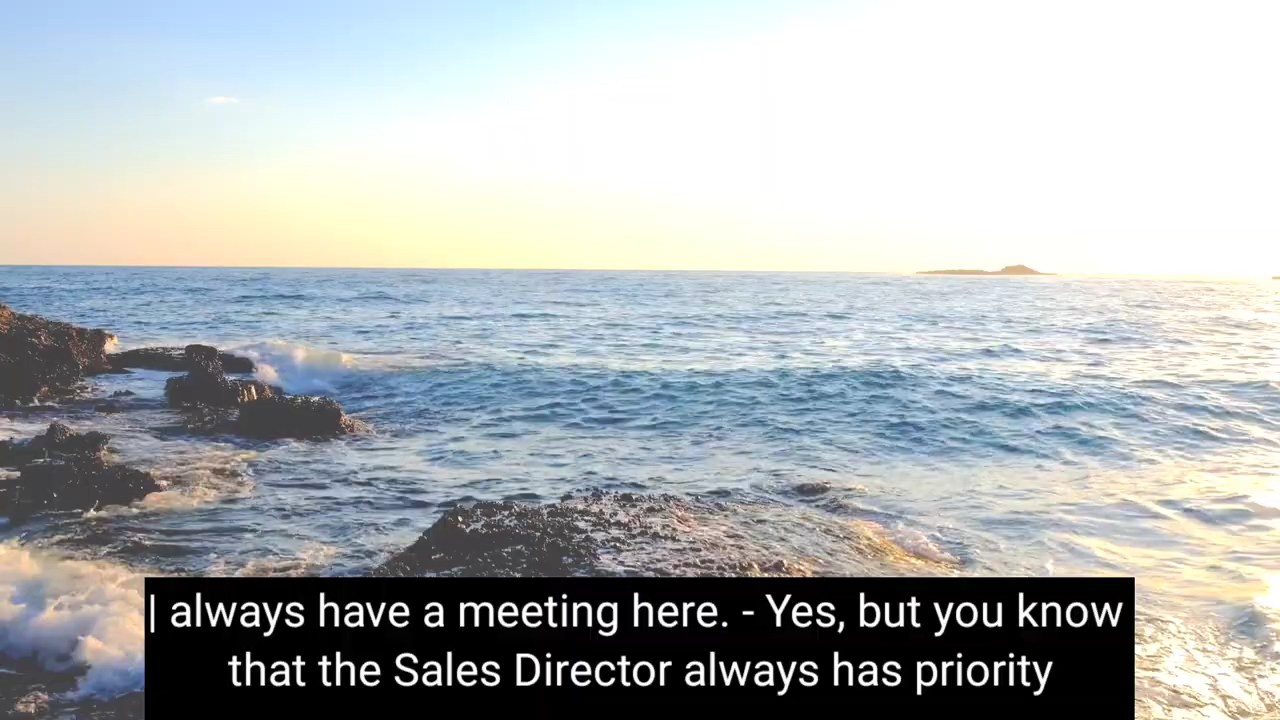 I always have a meeting here. - Yes, but you know
that the Sales Director always has priority